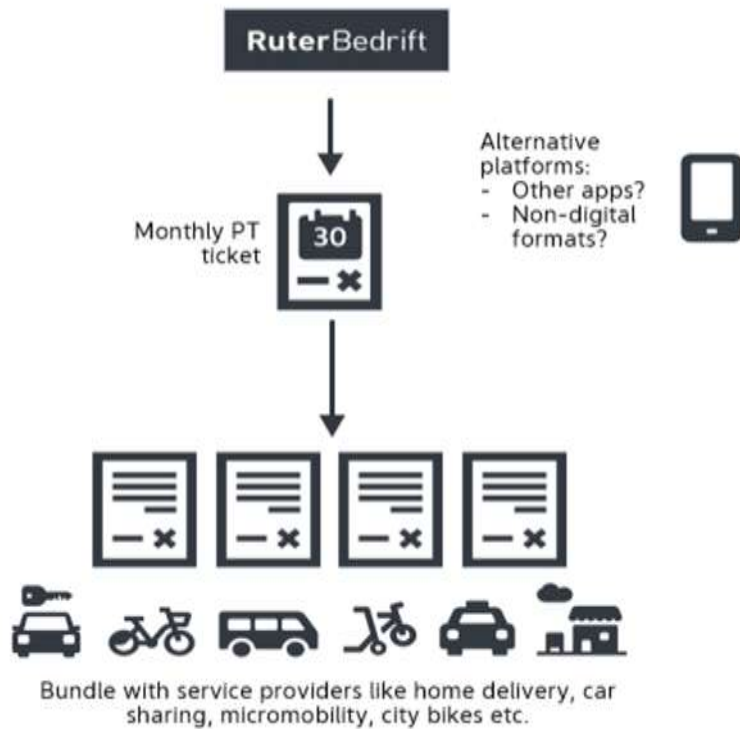 RuterBedrift
Alternative
platforms:
- Other apps?
- Non-digital
formats?
Monthly PT
ticket
30
Bundle with service providers like home delivery, car
sharing, micromobility, city bikes etc.